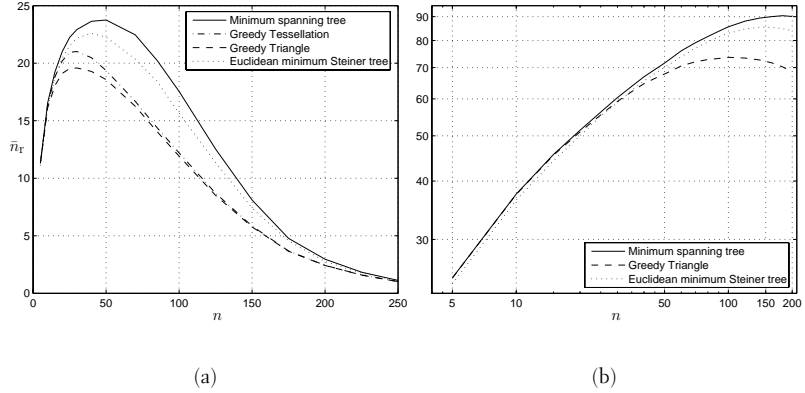 25
20
15
10
5
0
n̄r
0 50 100 150 200 250
n
Minimum spanning tree
Greedy Tessellation
Greedy Triangle
Euclidean minimum Steiner tree
(a)
90
80
70
60
50
40
30
5 10 50 100 150 200
n
Minimum spanning tree
Greedy Triangle
Euclidean minimum Steiner tree
(b)